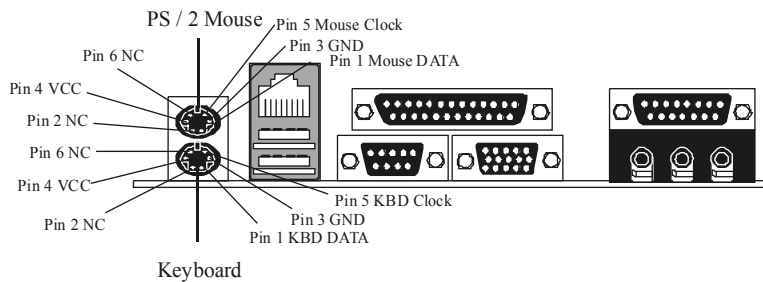 PS / 2 Mouse
Pin 5 Mouse Clock
Pin 3 GND
Pin 6 NC
Pin 1 Mouse DATA
Pin 4 VCC
Pin 2 NC
Pin 6 NC
Pin 4 VCC
Pin 5 KBD Clock
Pin 2 NC
Pin 3 GND
Pin 1 KBD DATA
Keyboard